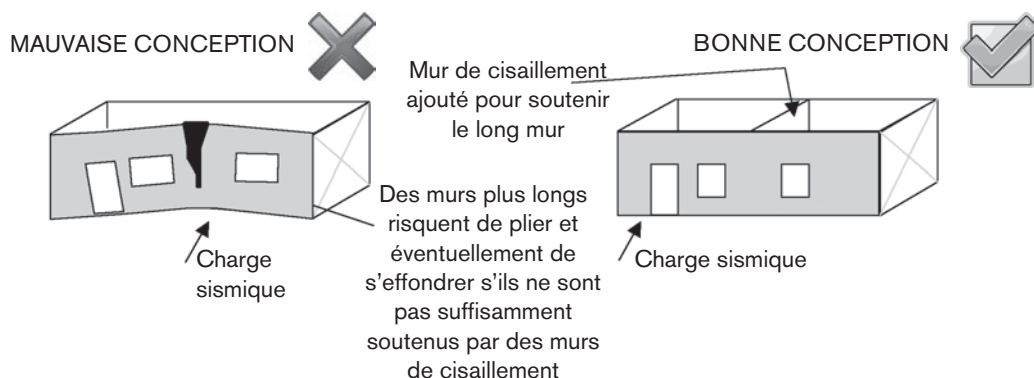 MAUVAISE CONCEPTION
BONNE CONCEPTION
Mur de cisaillement
ajouté pour soutenir
le long mur
Des murs plus longs
risquent de plier et
éventuellement de
s'effondrer s'ils ne sont
pas suffisamment
soutenus par des murs
de cisaillement
Charge
sismique
Charge sismique